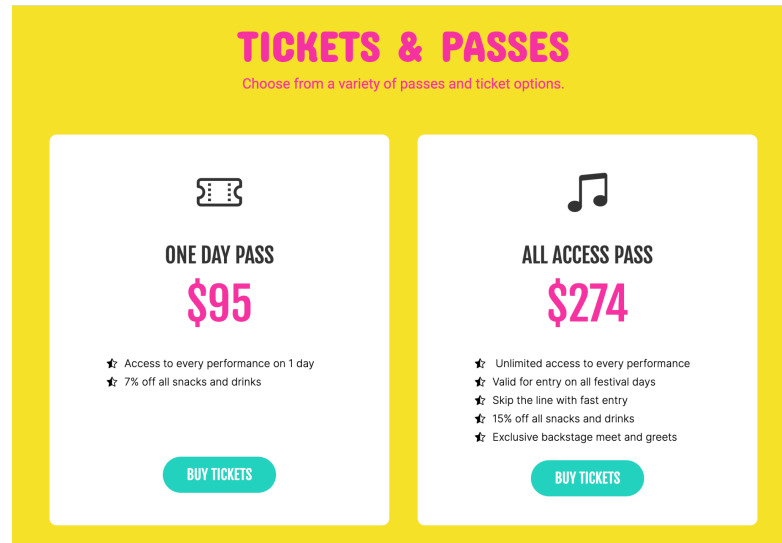 TICKETS & PASSES
Choose from a variety of passes and ticket options.
ONE DAY PASS
$95
Access to every performance on 1 day
7% off all snacks and drinks
BUY TICKETS
ALL ACCESS PASS
$274
Unlimited access to every performance
Valid for entry on all festival days
Skip the line with fast entry
15% off all snacks and drinks
Exclusive backstage meet and greets
BUY TICKETS